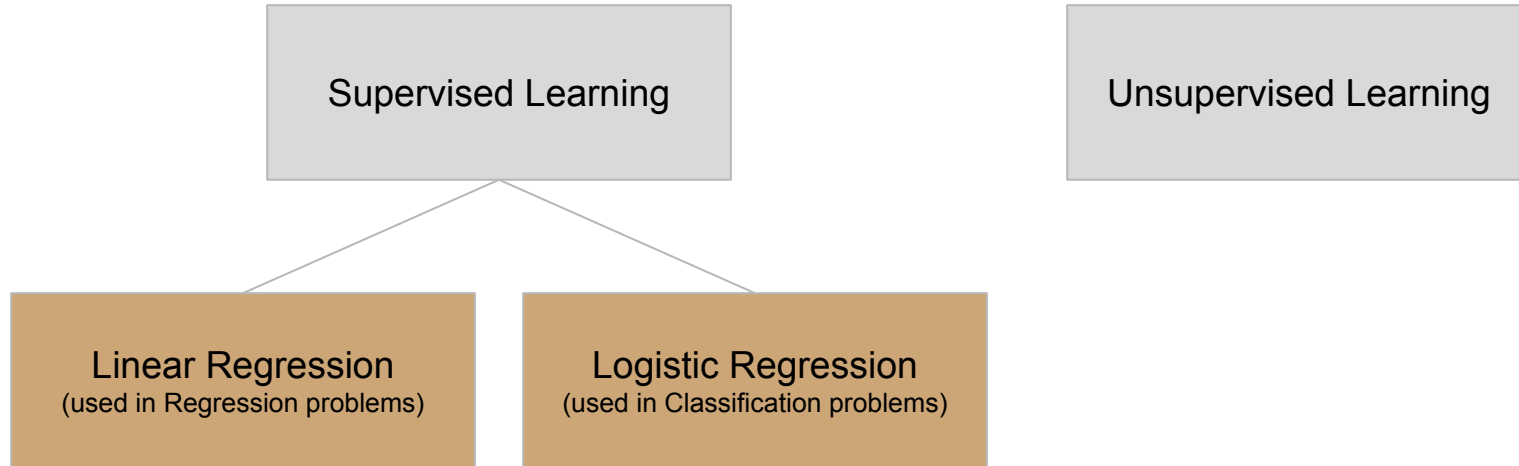 Supervised Learning
Unsupervised Learning
Linear Regression
(used in Regression problems)
Logistic Regression
(used in Classification problems)